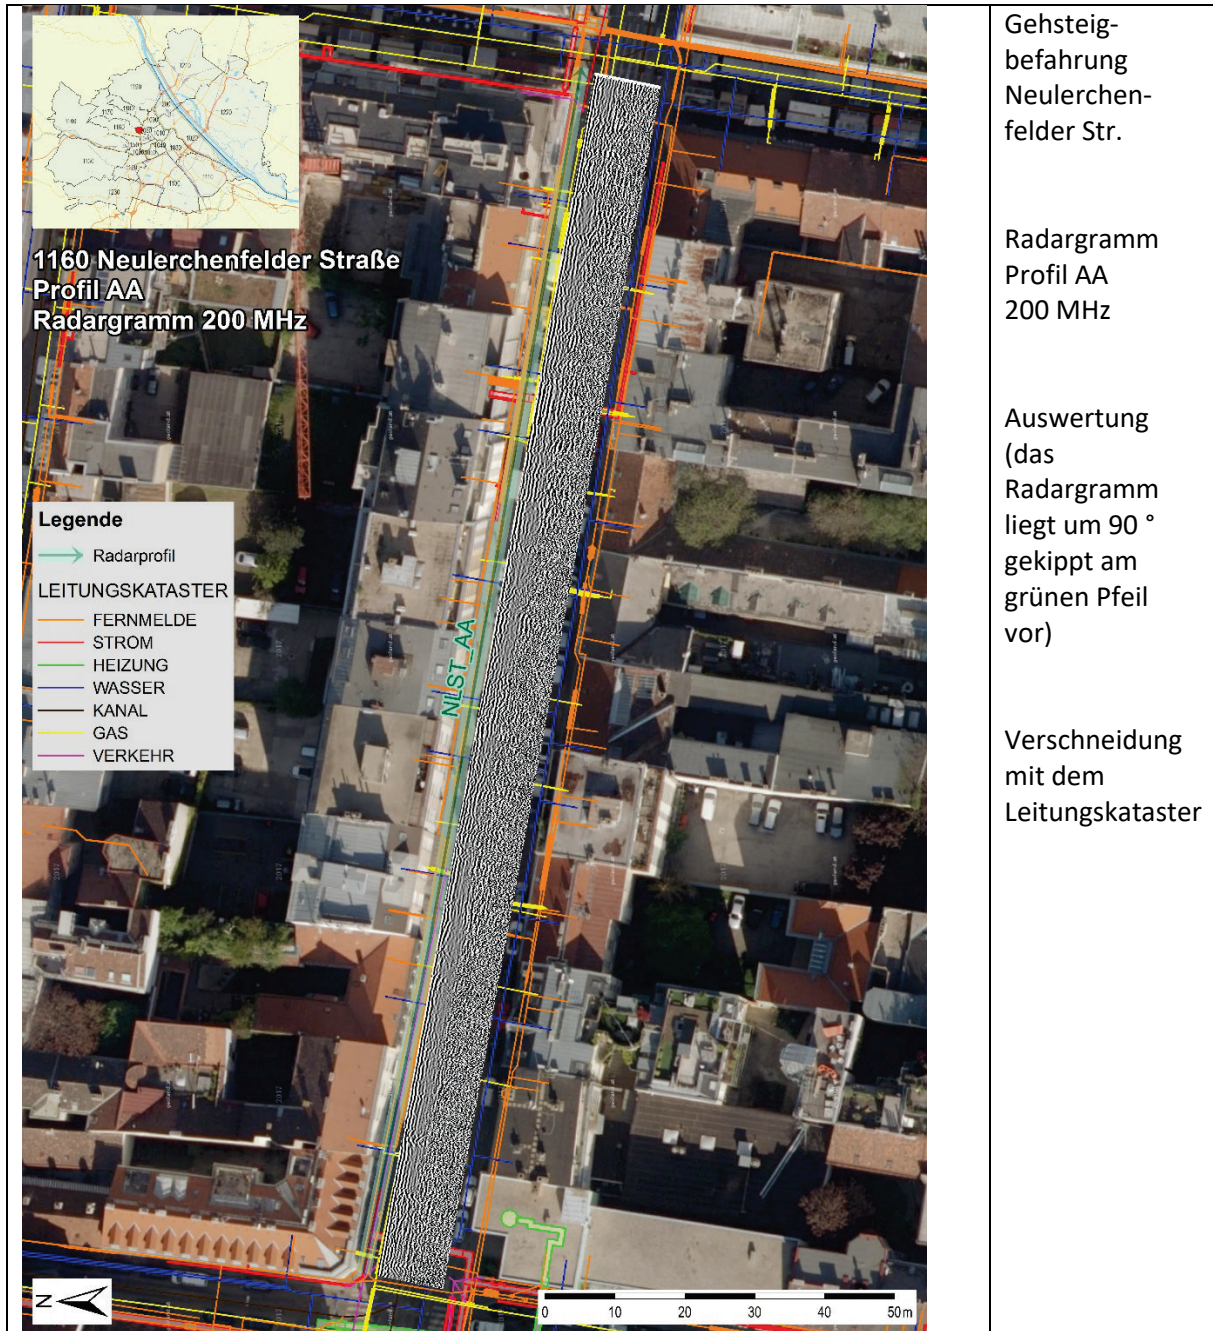 1160 Neulerchenfelder Straße
Profil AA
Radargramm 200 MHz
Legende
Radarprofil
LEITUNGSKATASTER
FERNMELDE
STROM
HEIZUNG
WASSER
KANAL
GAS
VERKEHR
NLST_AA
N
0 10 20 30 40 50 m
Gehsteig-
befahrung
Neulerchen-
felder Str.
Radargramm
Profil AA
200 MHz
Auswertung
(das
Radargramm
liegt um 90 °
gekippt am
grünen Pfeil
vor)
Verschneidung
mit dem
Leitungskataster